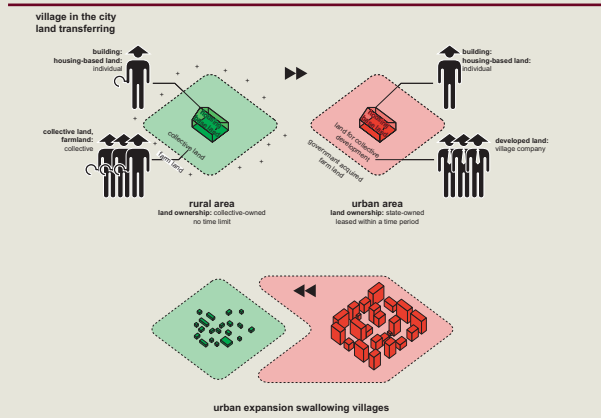 village in the city
land transferring
building:
housing-based land:
individual
collective land,
farmland:
collective
collective land
farm land
rural area
land ownership: collective-owned
no time limit
building:
housing-based land:
individual
land for collective
development
government acquired
farm land
developed land:
village company
urban area
land ownership: state-owned
leased within a time period
urban expansion swallowing villages